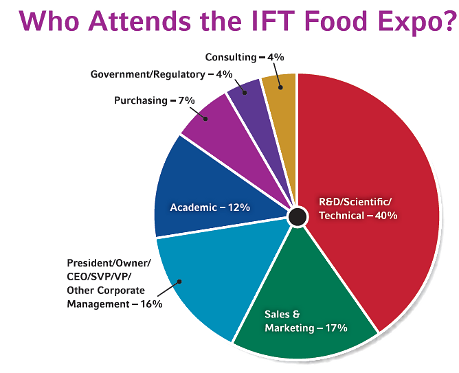 Who Attends the IFT Food Expo?
Consulting – 4%
Government/Regulatory – 4%
Purchasing – 7%
Academic – 12%
R&D/Scientific/
Technical – 40%
President/Owner/
CEO/SVP/VP/
Other Corporate
Management – 16%
Sales &
Marketing – 17%